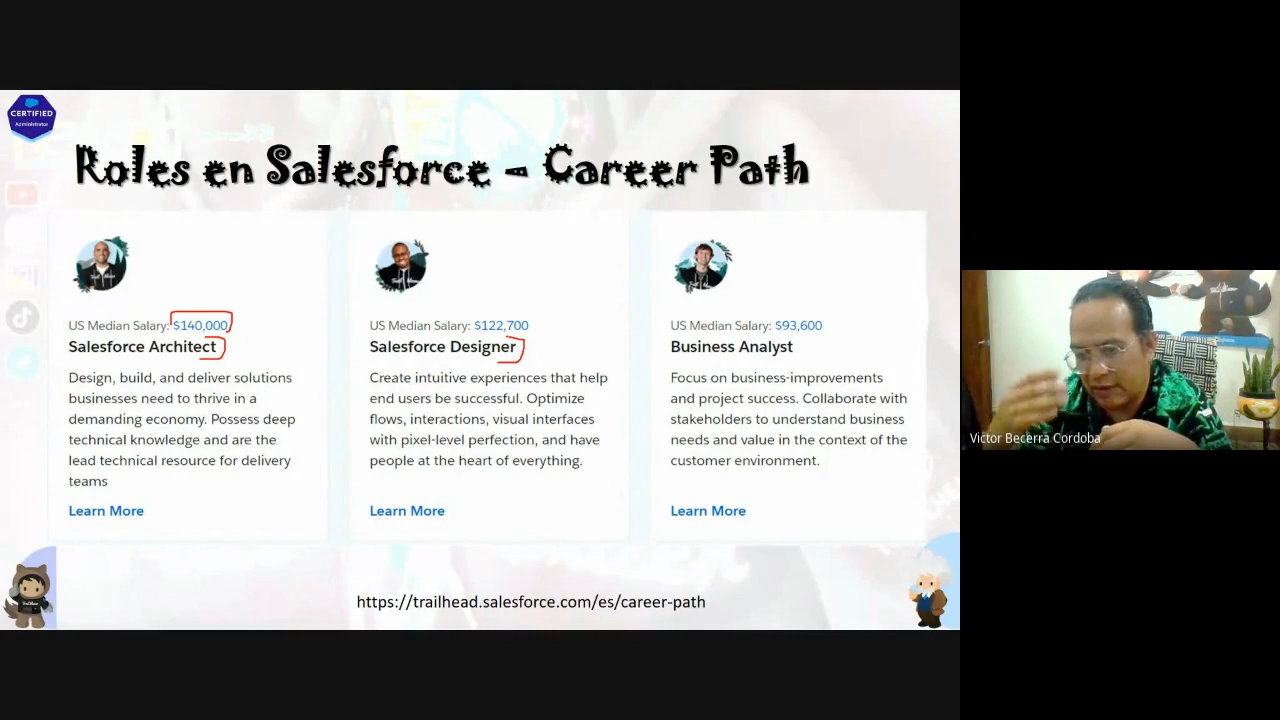 CERTIFIED
Administrator
Roles en Salesforce – Career Path
US Median Salary: $140,000
Salesforce Architect
Design, build, and deliver solutions
businesses need to thrive in a
demanding economy. Possess deep
technical knowledge and are the
lead technical resource for delivery
teams
Learn More
US Median Salary: $122,700
Salesforce Designer
Create intuitive experiences that help
end users be successful. Optimize
flows, interactions, visual interfaces
with pixel-level perfection, and have
people at the heart of everything.
Learn More
US Median Salary: $93,600
Business Analyst
Focus on business-improvements
and project success. Collaborate with
stakeholders to understand business
needs and value in the context of the
customer environment.
Learn More
https://trailhead.salesforce.com/es/career-path
Victor Becerra Cordoba